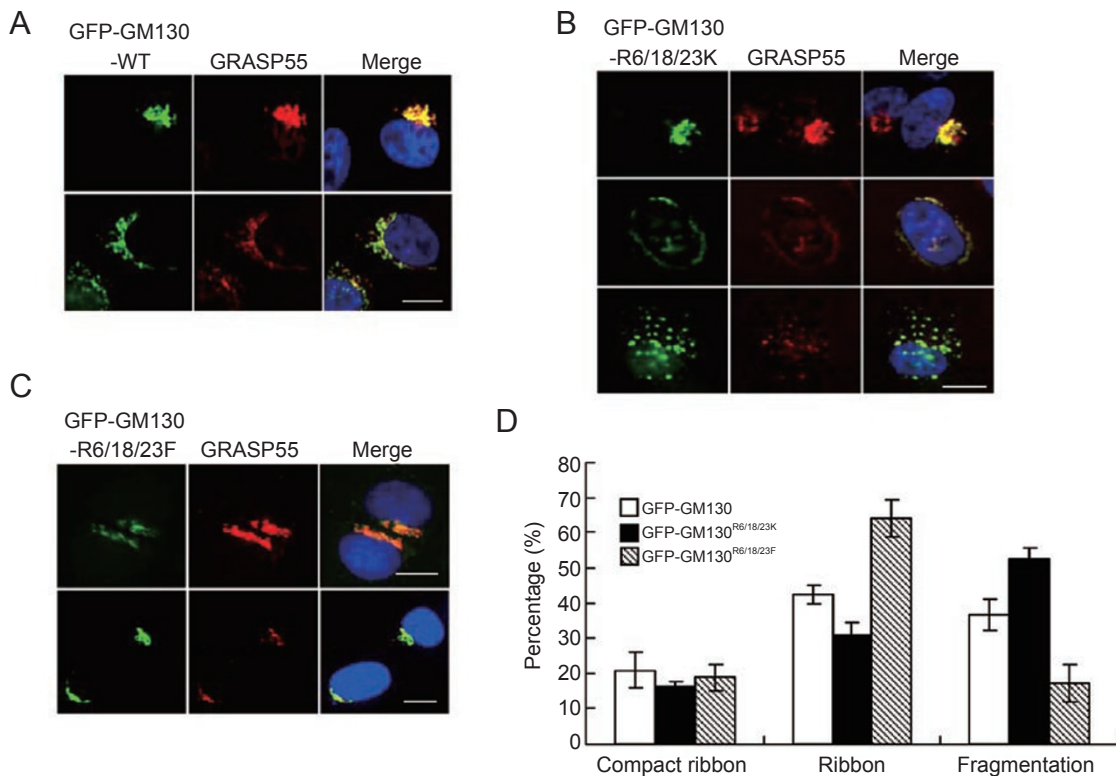 A
GFP-GM130
-WT GRASP55 Merge
B
GFP-GM130
-R6/18/23K GRASP55 Merge
C
GFP-GM130
-R6/18/23F GRASP55 Merge
D
80
70
60
50
40
30
20
10
0
Percentage (%)
GFP-GM130
GFP-GM130R6/18/23K
GFP-GM130R6/18/23F
Compact ribbon Ribbon Fragmentation